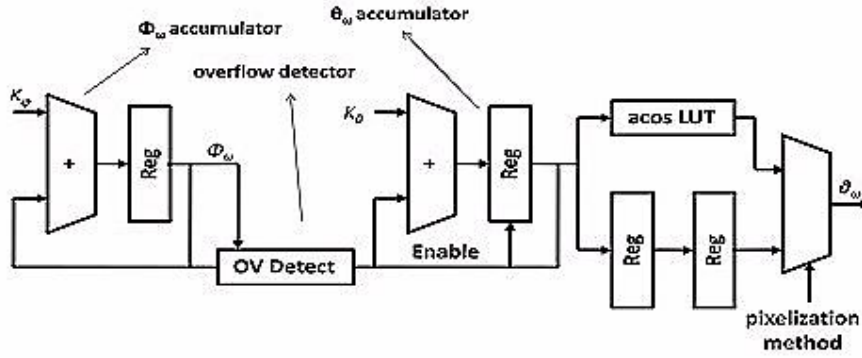 Φω accumulator
θω accumulator
overflow detector
Kφ
+
Reg
Φω
OV Detect
Kθ
+
Reg
Enable
acos LUT
Reg
Reg
θω
pixelization
method